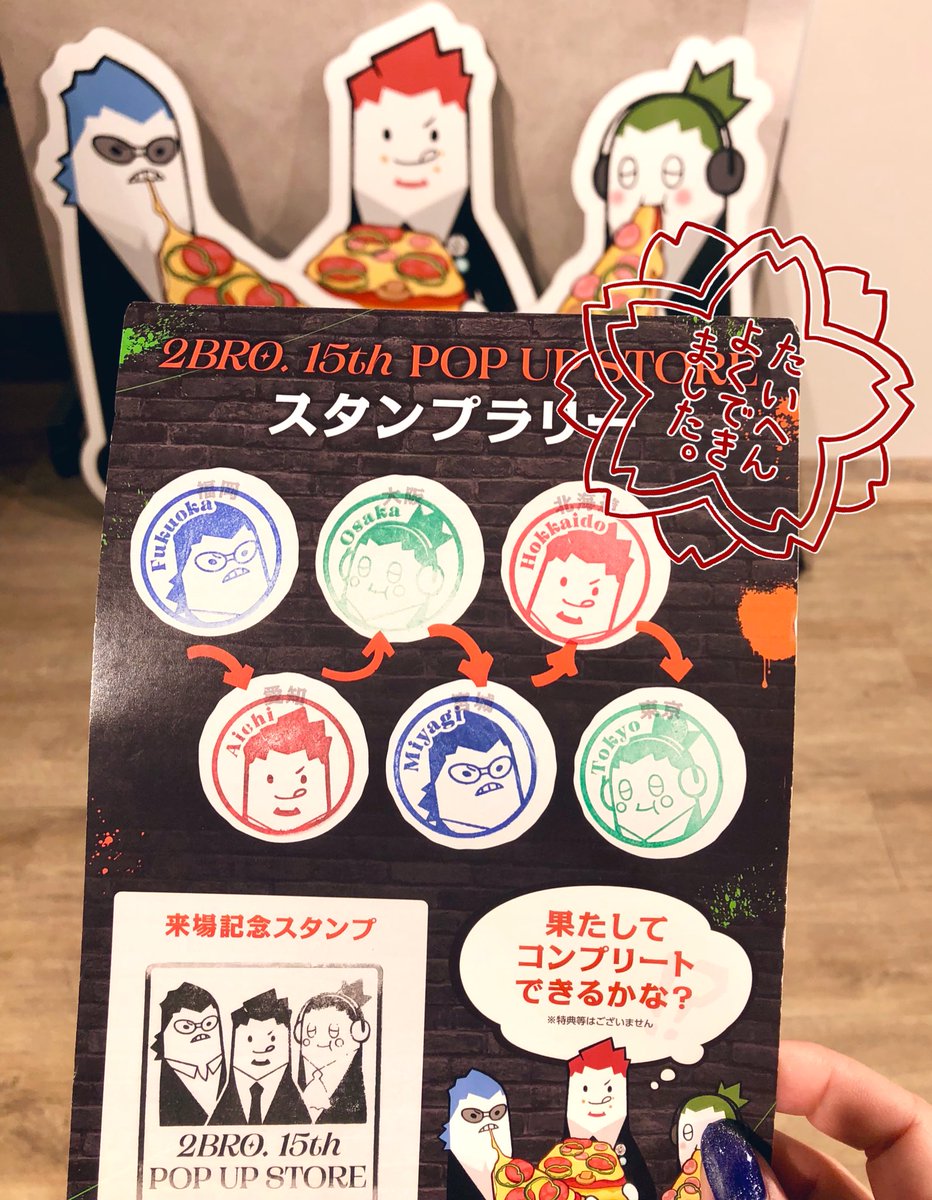 2BRO. 15th POP UP STORE
スタンプラリー
たいへん
よくでき
ました。
福岡
Fukuoka
大阪
Osaka
北海道
Hokkaido
愛知
Aichi
宮城
Miyagi
東京
Tokyo
来場記念スタンプ
2BRO. 15th
POP UP STORE
果たして
コンプリート
できるかな?
※特典等はございません